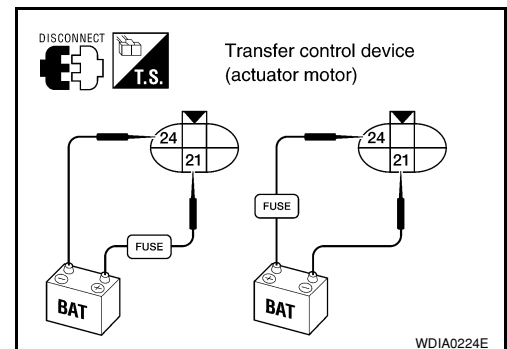 DISCONNECT
T.S.
Transfer control device
(actuator motor)
24
21
FUSE
− +
BAT
24
21
FUSE
+ −
BAT
WDIA0224E